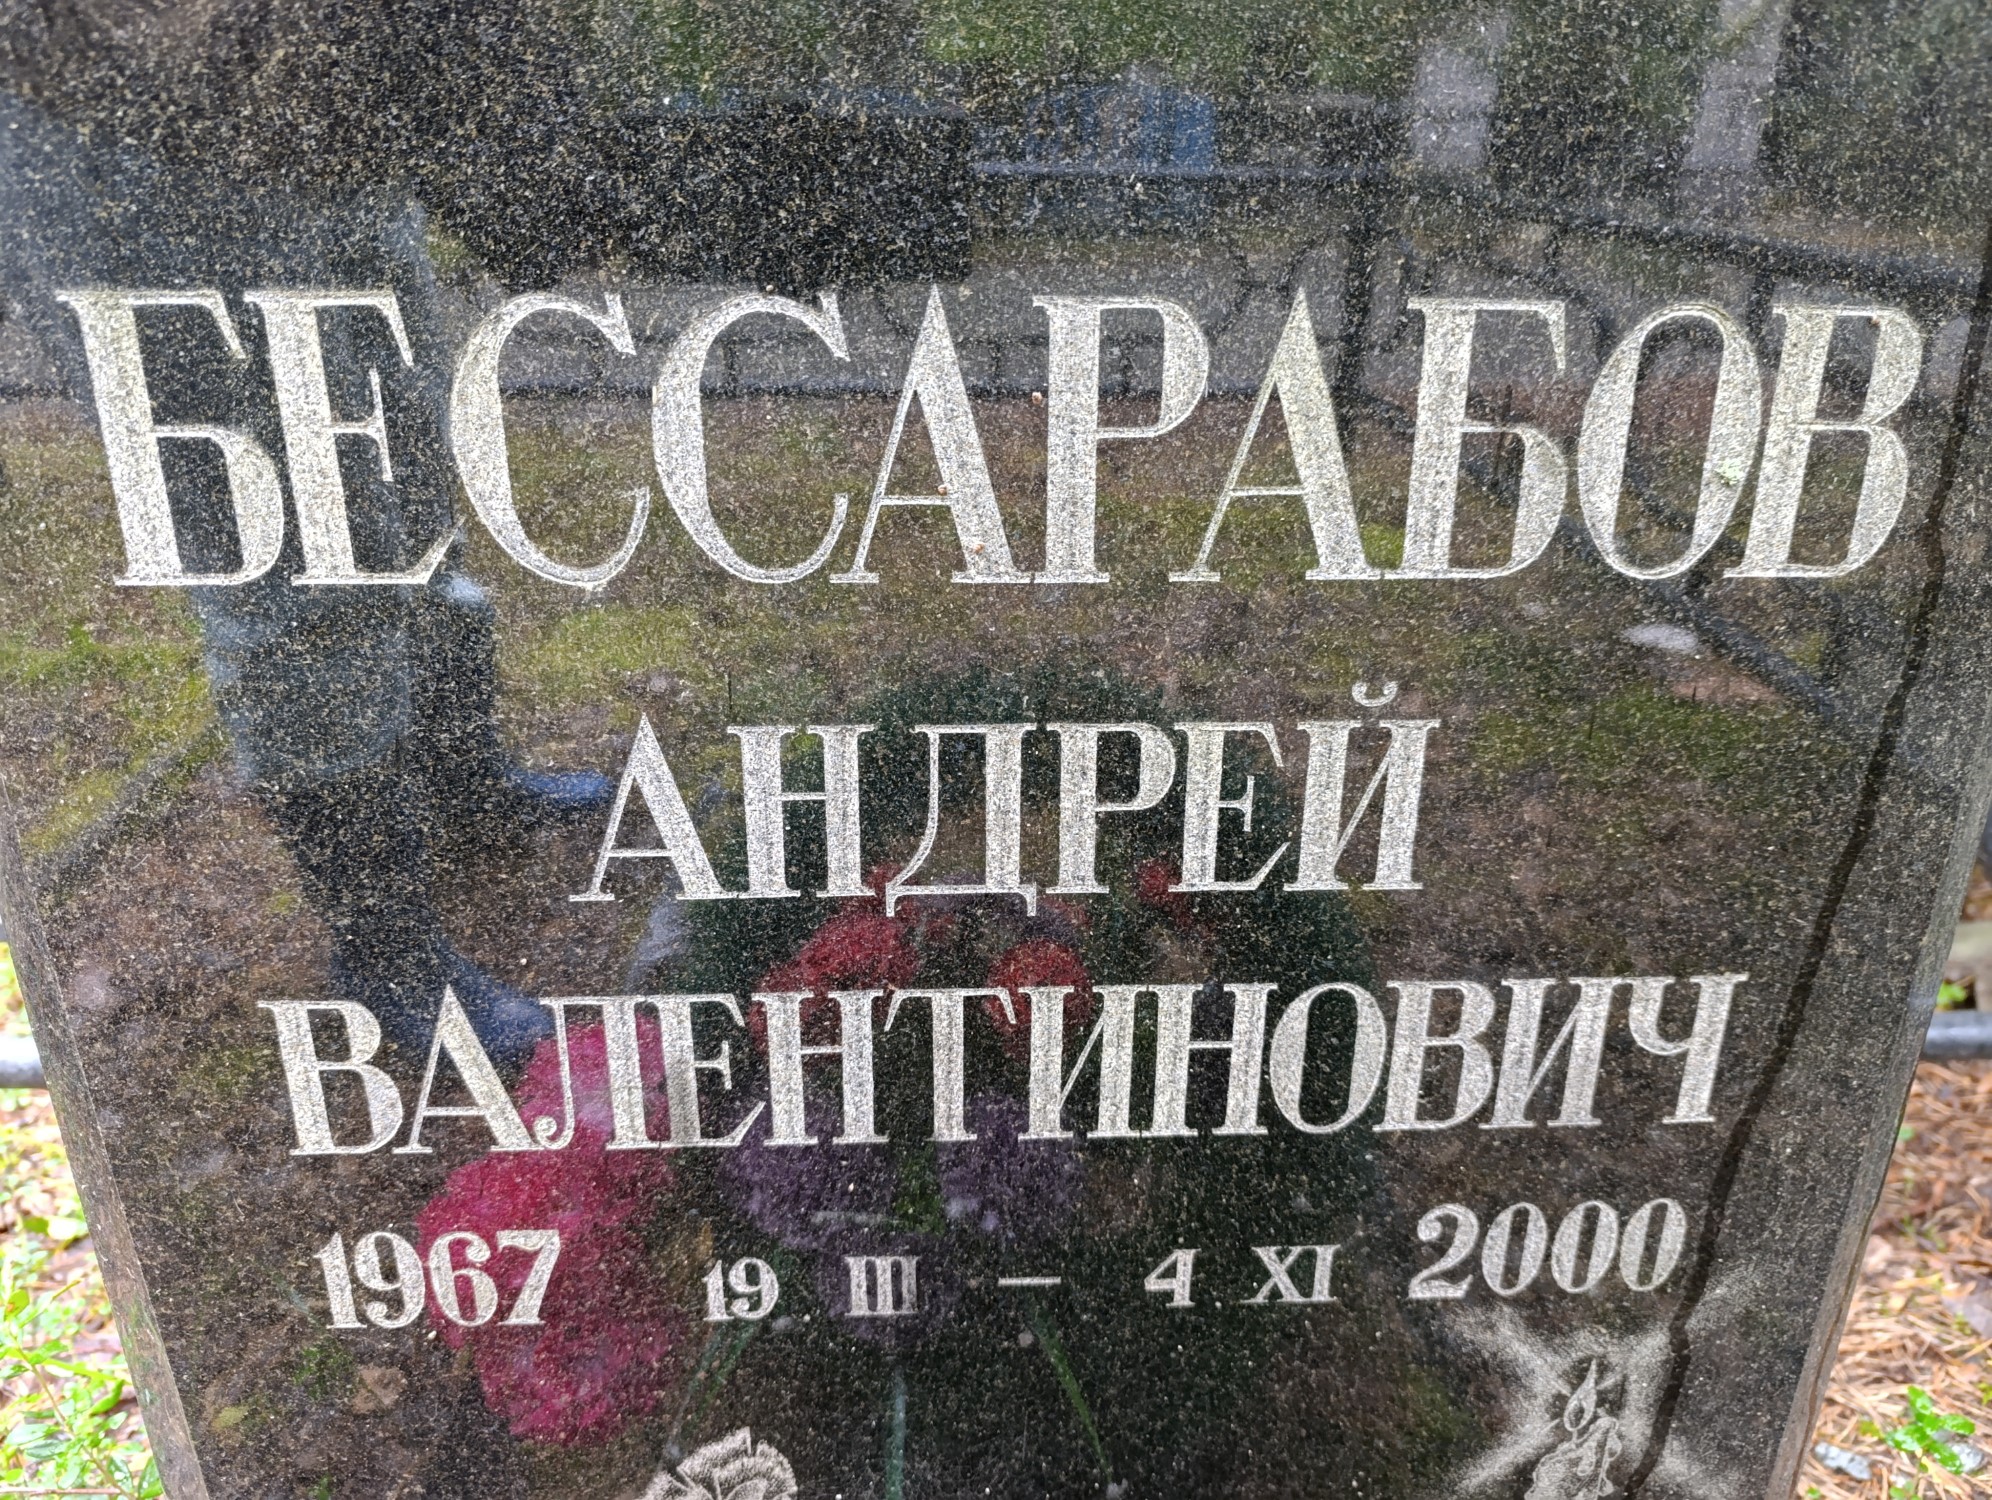 БЕССАРАБОВ
АНДРЕЙ
ВАЛЕНТИНОВИЧ
1967 19 III — 4 XI 2000